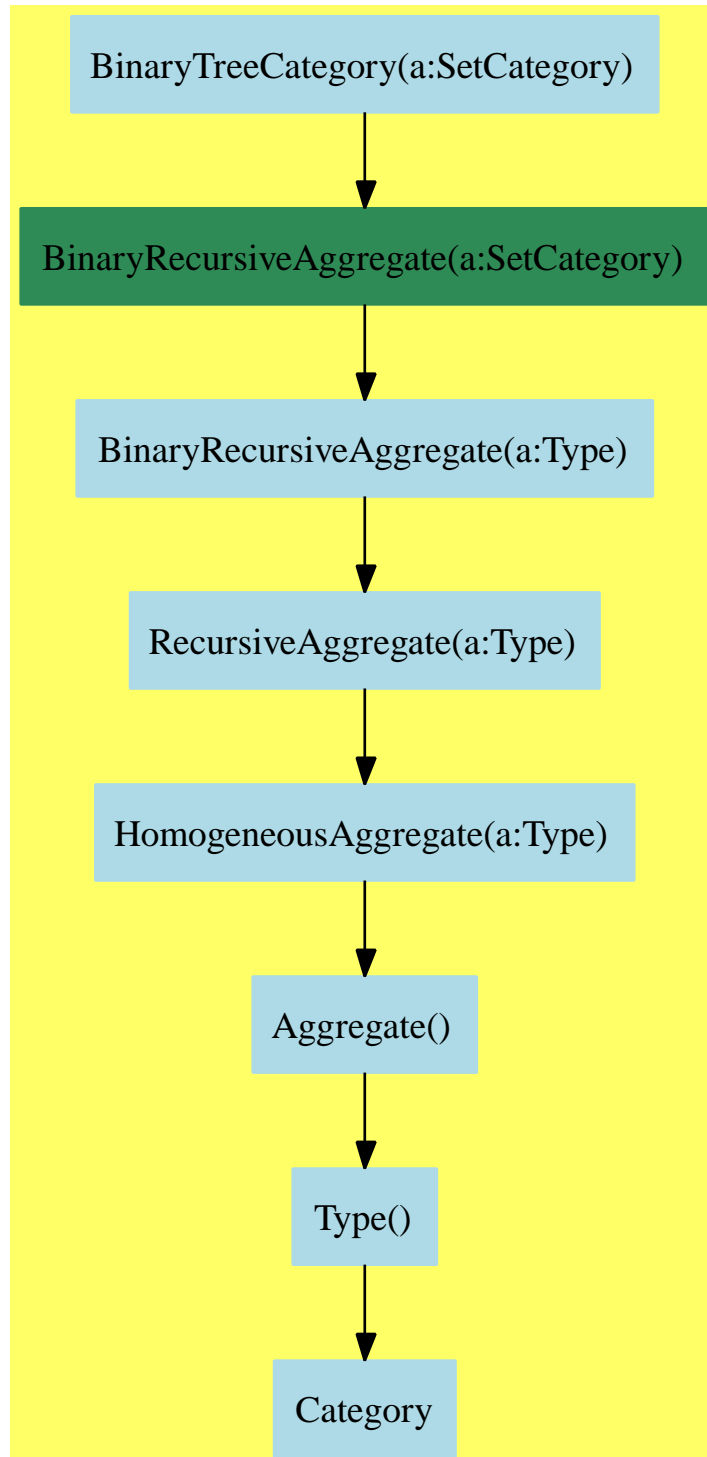 BinaryTreeCategory(a:SetCategory)
BinaryRecursiveAggregate(a:SetCategory)
BinaryRecursiveAggregate(a:Type)
RecursiveAggregate(a:Type)
HomogeneousAggregate(a:Type)
Aggregate()
Type()
Category